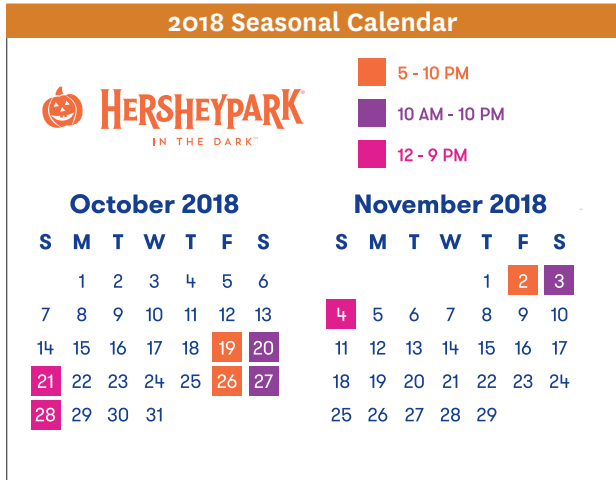 2018 Seasonal Calendar
HERSHEYPARK®
IN THE DARK™
5 - 10 PM
10 AM - 10 PM
12 - 9 PM
October 2018
S M T W T F S
1 2 3 4 5 6
7 8 9 10 11 12 13
14 15 16 17 18 19 20
21 22 23 24 25 26 27
28 29 30 31
November 2018
S M T W T F S
1 2 3
4 5 6 7 8 9 10
11 12 13 14 15 16 17
18 19 20 21 22 23 24
25 26 27 28 29